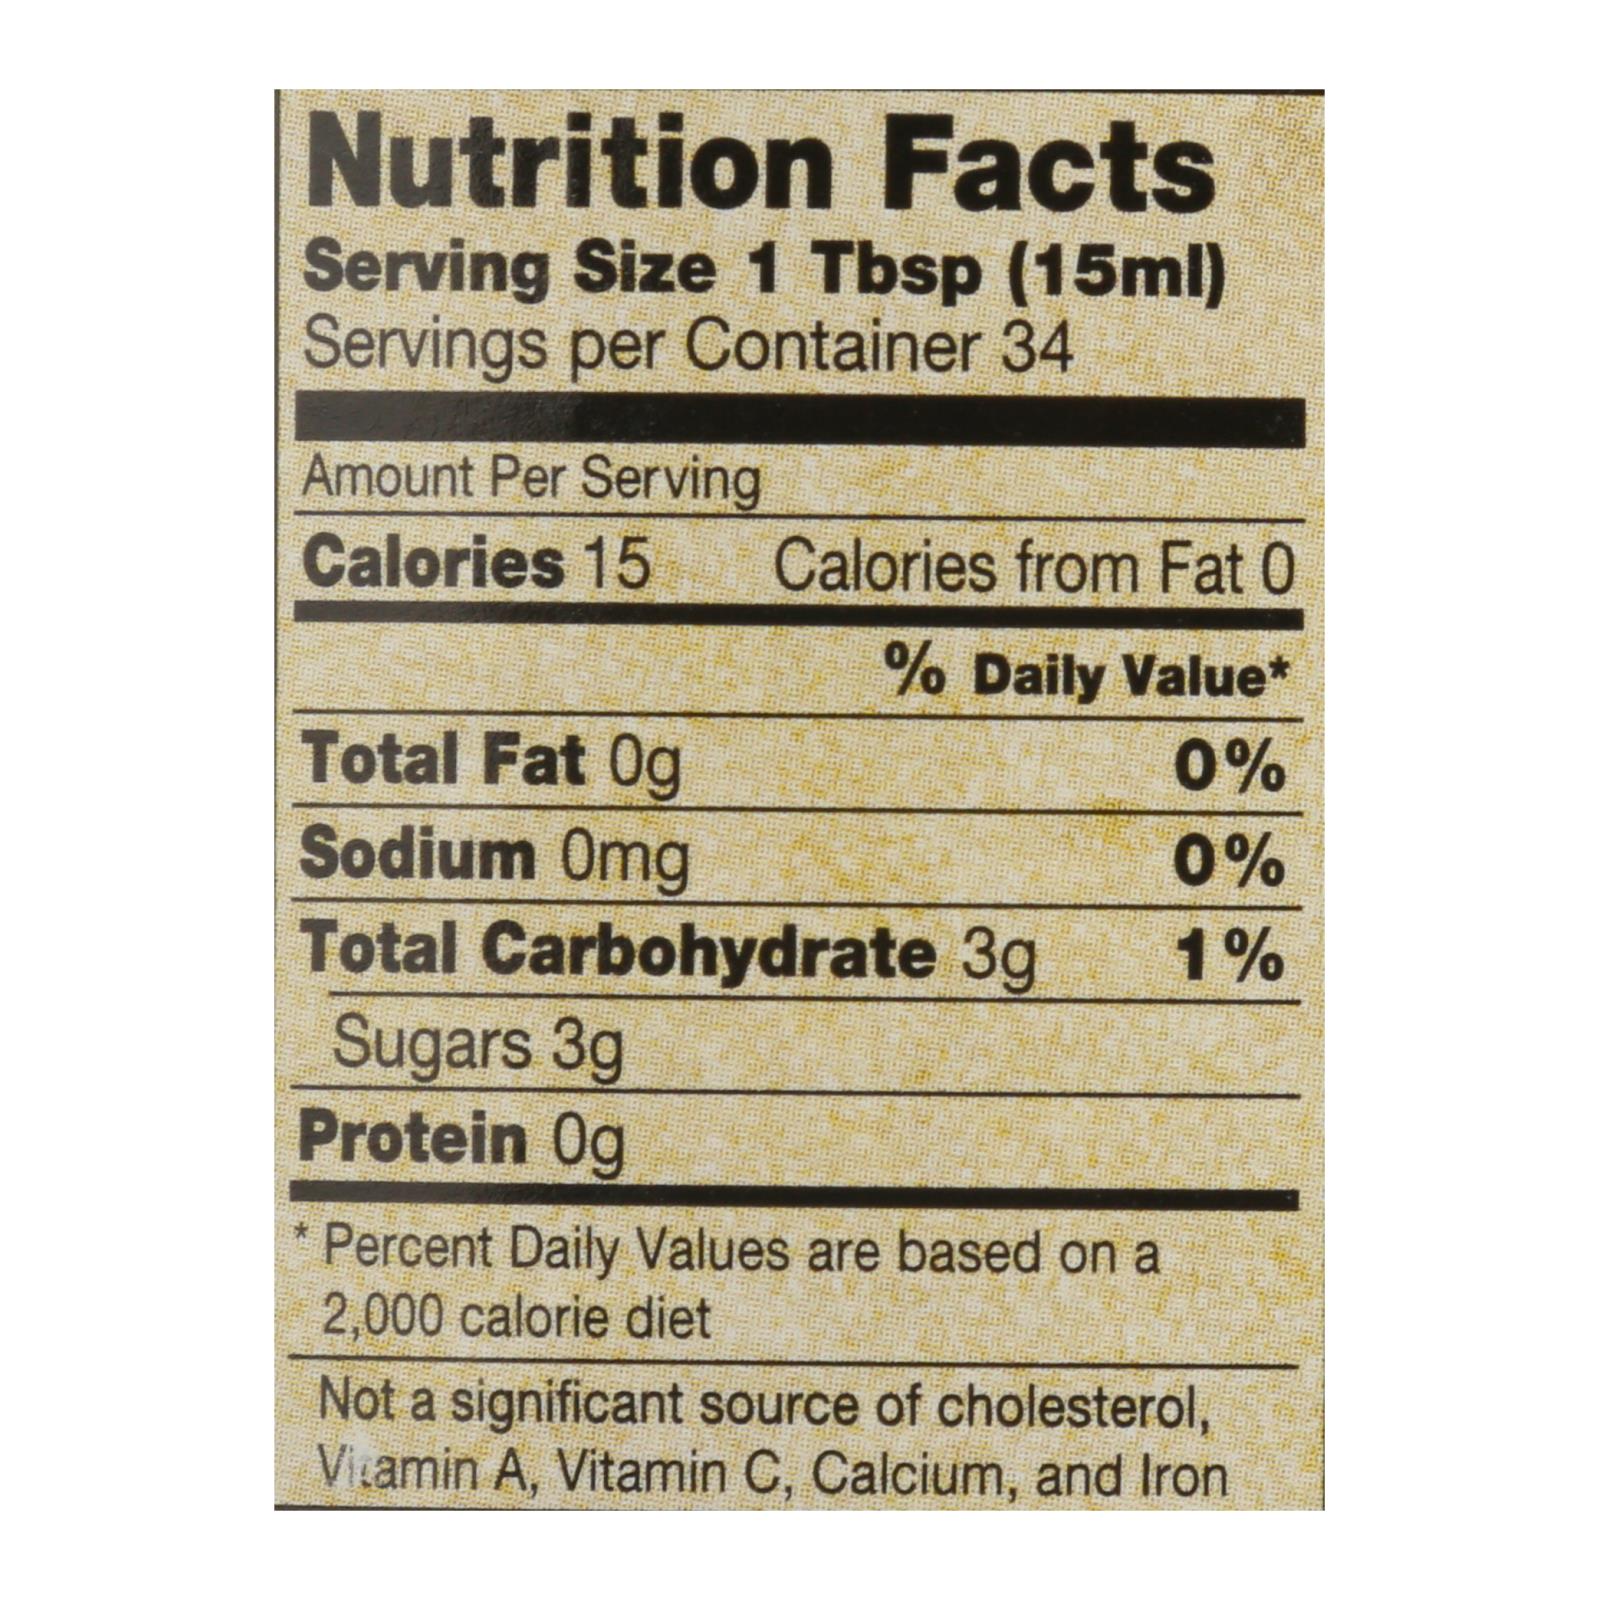 Nutrition Facts
Serving Size 1 Tbsp (15ml)
Servings per Container 34
Amount Per Serving
Calories 15 Calories from Fat 0
% Daily Value*
Total Fat 0g 0%
Sodium 0mg 0%
Total Carbohydrate 3g 1%
Sugars 3g
Protein 0g
* Percent Daily Values are based on a
2,000 calorie diet
Not a significant source of cholesterol,
Vitamin A, Vitamin C, Calcium, and Iron